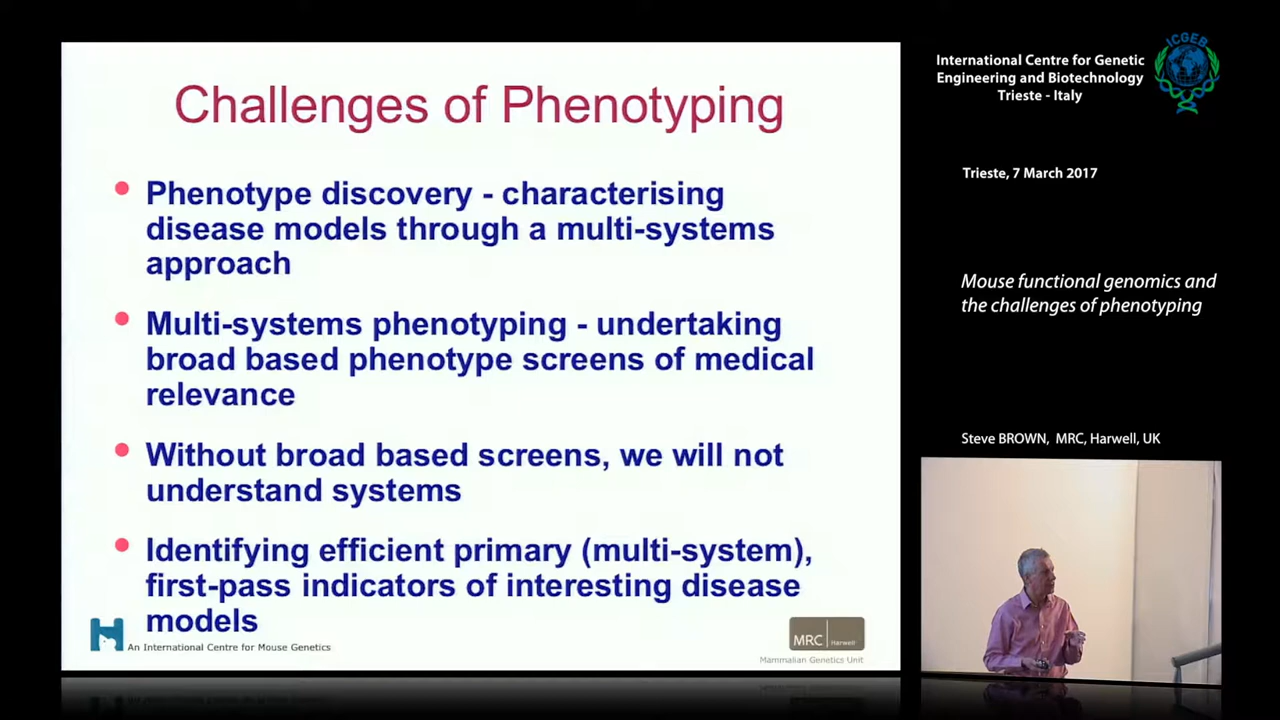 Challenges of Phenotyping
Phenotype discovery - characterising
disease models through a multi-systems
approach
Multi-systems phenotyping - undertaking
broad based phenotype screens of medical
relevance
Without broad based screens, we will not
understand systems
Identifying efficient primary (multi-system),
first-pass indicators of interesting disease
models
An International Centre for Mouse Genetics
MRC Harwell
Mammalian Genetics Unit
International Centre for Genetic
Engineering and Biotechnology
Trieste - Italy
ICGEB
Trieste, 7 March 2017
Mouse functional genomics and
the challenges of phenotyping
Steve BROWN, MRC, Harwell, UK